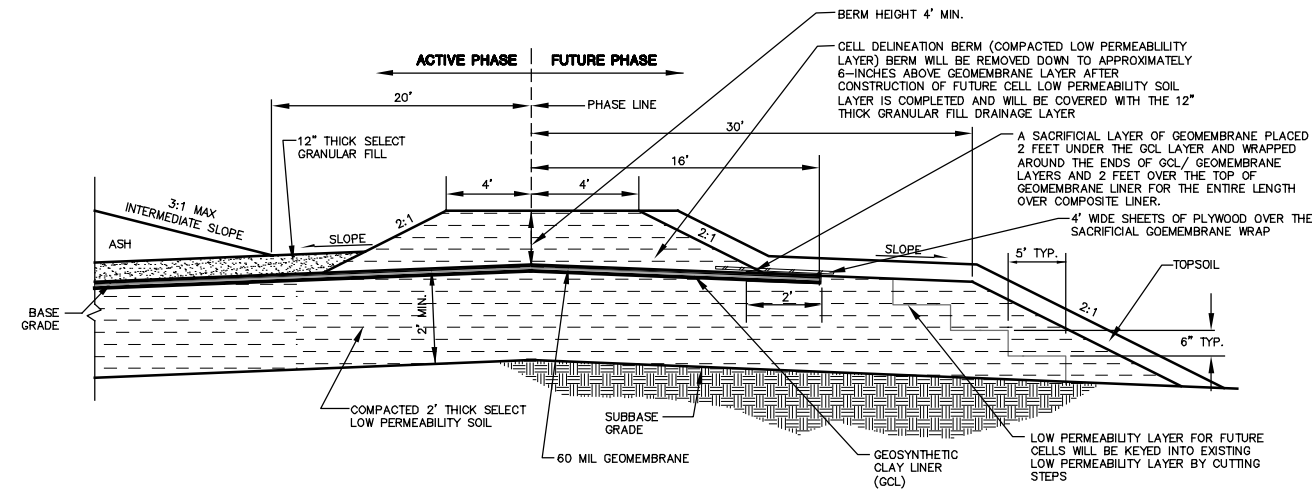 BERM HEIGHT 4' MIN.
ACTIVE PHASE
FUTURE PHASE
CELL DELINEATION BERM (COMPACTED LOW PERMEABLILITY
LAYER) BERM WILL BE REMOVED DOWN TO APPROXIMATELY
6-INCHES ABOVE GEOMEMBRANE LAYER AFTER
CONSTRUCTION OF FUTURE CELL LOW PERMEABILITY SOIL
LAYER IS COMPLETED AND WILL BE COVERED WITH THE 12"
THICK GRANULAR FILL DRAINAGE LAYER
20'
PHASE LINE
30'
12" THICK SELECT
GRANULAR FILL
A SACRIFICIAL LAYER OF GEOMEMBRANE PLACED
2 FEET UNDER THE GCL LAYER AND WRAPPED
AROUND THE ENDS OF GCL/ GEOMEMBRANE
LAYERS AND 2 FEET OVER THE TOP OF
GEOMEMBRANE LINER FOR THE ENTIRE LENGTH
OVER COMPOSITE LINER.
16'
4'
4'
3:1 MAX
INTERMEDIATE SLOPE
2:1
2:1
4' WIDE SHEETS OF PLYWOOD OVER THE
SACRIFICIAL GOEMEMBRANE WRAP
ASH
SLOPE
SLOPE
5' TYP.
TOPSOIL
BASE
GRADE
2' MIN.
2'
2:1
6" TYP.
COMPACTED 2' THICK SELECT
LOW PERMEABILITY SOIL
SUBBASE
GRADE
60 MIL GEOMEMBRANE
GEOSYNTHETIC
CLAY LINER
(GCL)
LOW PERMEABILITY LAYER FOR FUTURE
CELLS WILL BE KEYED INTO EXISTING
LOW PERMEABILITY LAYER BY CUTTING
STEPS